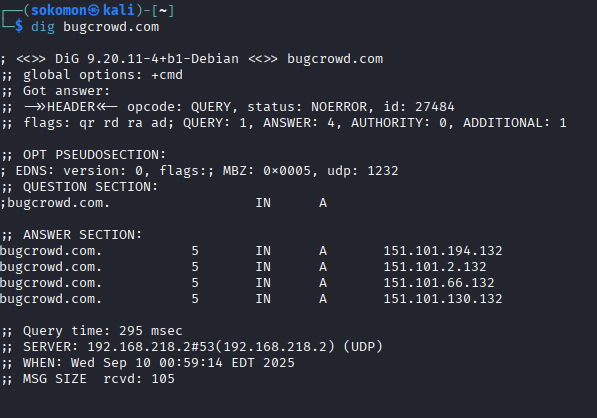 ┌──(sokomon㉿kali)-[~]
└─$ dig bugcrowd.com

; <<>> DiG 9.20.11-4+b1-Debian <<>> bugcrowd.com
;; global options: +cmd
;; Got answer:
;; ->>HEADER<<- opcode: QUERY, status: NOERROR, id: 27484
;; flags: qr rd ra ad; QUERY: 1, ANSWER: 4, AUTHORITY: 0, ADDITIONAL: 1

;; OPT PSEUDOSECTION:
; EDNS: version: 0, flags:; MBZ: 0x0005, udp: 1232
;; QUESTION SECTION:
;bugcrowd.com. IN A

;; ANSWER SECTION:
bugcrowd.com. 5 IN A 151.101.194.132
bugcrowd.com. 5 IN A 151.101.2.132
bugcrowd.com. 5 IN A 151.101.66.132
bugcrowd.com. 5 IN A 151.101.130.132

;; Query time: 295 msec
;; SERVER: 192.168.218.2#53(192.168.218.2) (UDP)
;; WHEN: Wed Sep 10 00:59:14 EDT 2025
;; MSG SIZE rcvd: 105